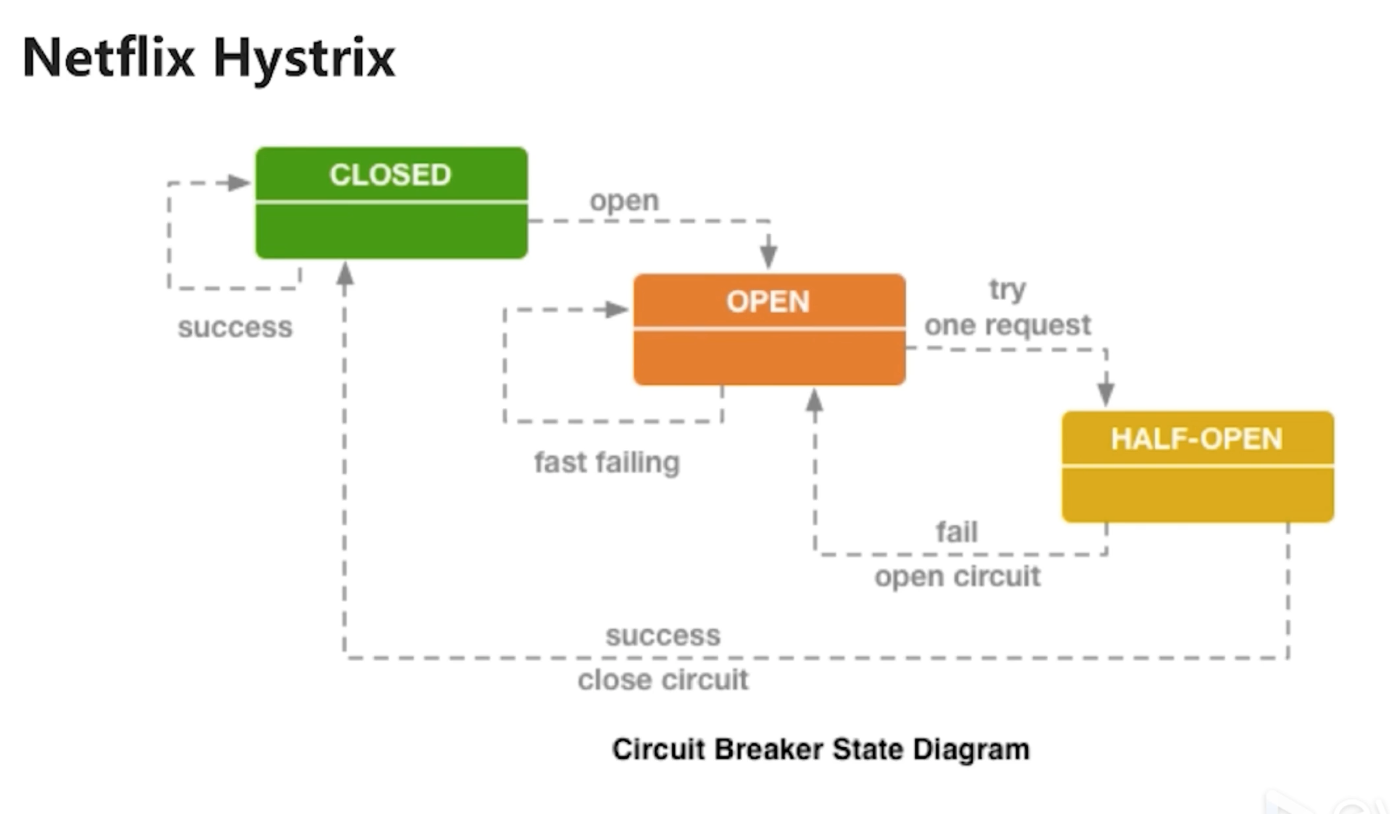 Netflix Hystrix
CLOSED
open
success
OPEN
try
one request
fast failing
HALF-OPEN
fail
open circuit
success
close circuit
Circuit Breaker State Diagram